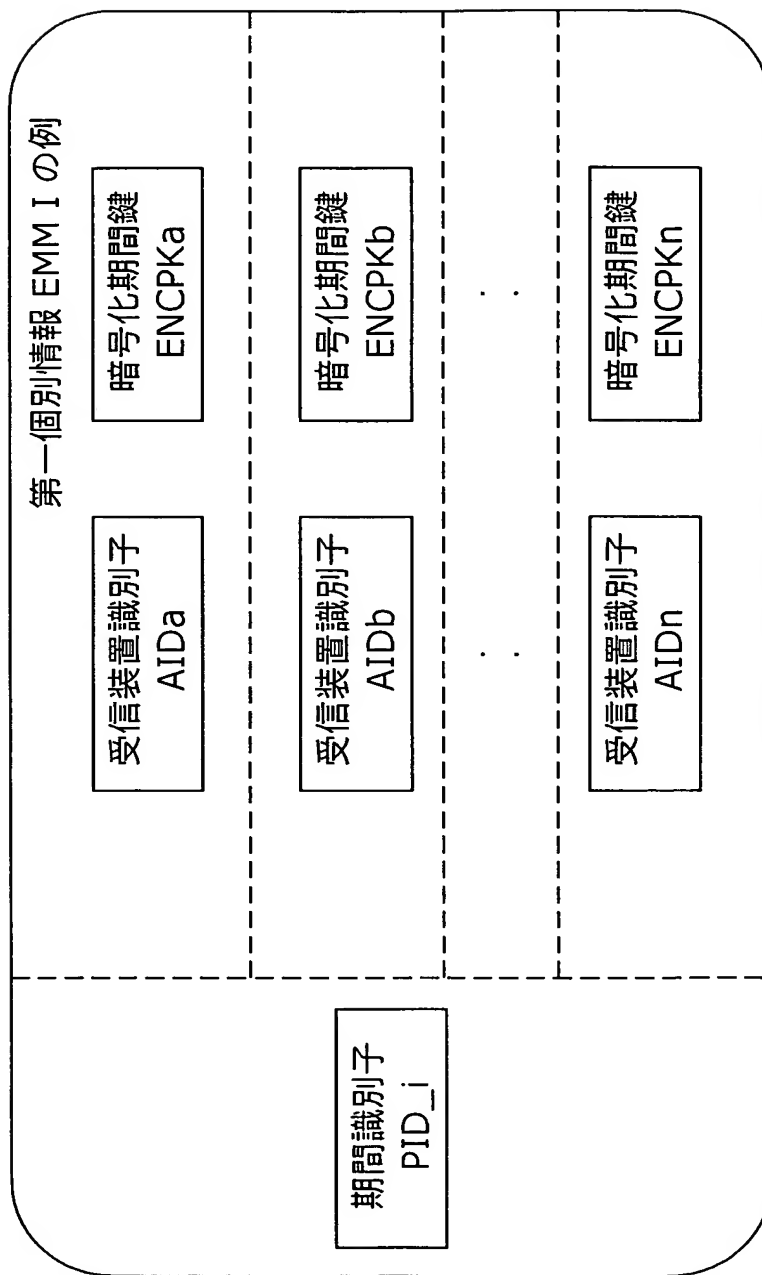 第一個別情報 EMM I の例
期間識別子
PID_i
受信装置識別子
AIDa
暗号化期間鍵
ENCPKa
受信装置識別子
AIDb
暗号化期間鍵
ENCPKb
. .
. .
受信装置識別子
AIDn
暗号化期間鍵
ENCPKn